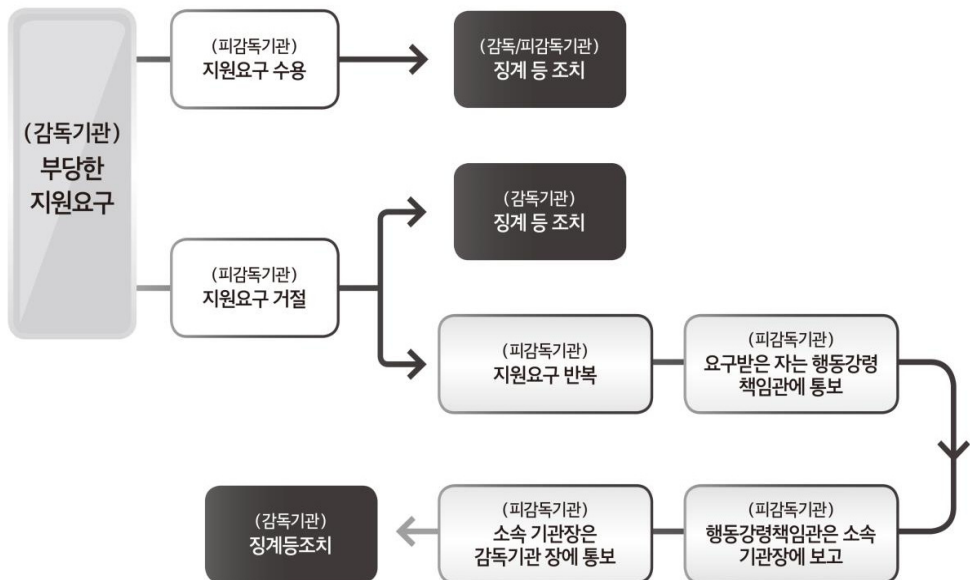 (감독기관)
부당한
지원요구
(피감독기관)
지원요구 수용
(감독/피감독기관)
징계 등 조치
(피감독기관)
지원요구 거절
(감독기관)
징계 등 조치
(피감독기관)
지원요구 반복
(피감독기관)
요구받은 자는 행동강령
책임관에 통보
(피감독기관)
행동강령책임관은 소속
기관장에 보고
(피감독기관)
소속 기관장은
감독기관 장에 통보
(감독기관)
징계등조치